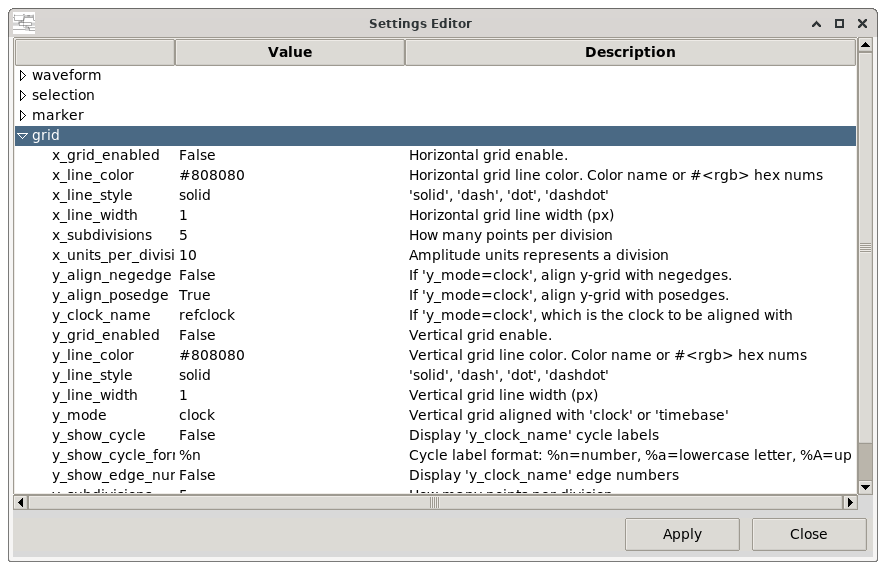 Settings Editor
Value Description
waveform
selection
marker
grid
x_grid_enabled False Horizontal grid enable.
x_line_color #808080 Horizontal grid line color. Color name or #<rgb> hex nums
x_line_style solid 'solid', 'dash', 'dot', 'dashdot'
x_line_width 1 Horizontal grid line width (px)
x_subdivisions 5 How many points per division
x_units_per_divisi 10 Amplitude units represents a division
y_align_negedge False If 'y_mode=clock', align y-grid with negedges.
y_align_posedge True If 'y_mode=clock', align y-grid with posedges.
y_clock_name refclock If 'y_mode=clock', which is the clock to be aligned with
y_grid_enabled False Vertical grid enable.
y_line_color #808080 Vertical grid line color. Color name or #<rgb> hex nums
y_line_style solid 'solid', 'dash', 'dot', 'dashdot'
y_line_width 1 Vertical grid line width (px)
y_mode clock Vertical grid aligned with 'clock' or 'timebase'
y_show_cycle False Display 'y_clock_name' cycle labels
y_show_cycle_forr %n Cycle label format: %n=number, %a=lowercase letter, %A=up
y_show_edge_nur False Display 'y_clock_name' edge numbers
y_subdivisions 5 How many points per division
Apply Close